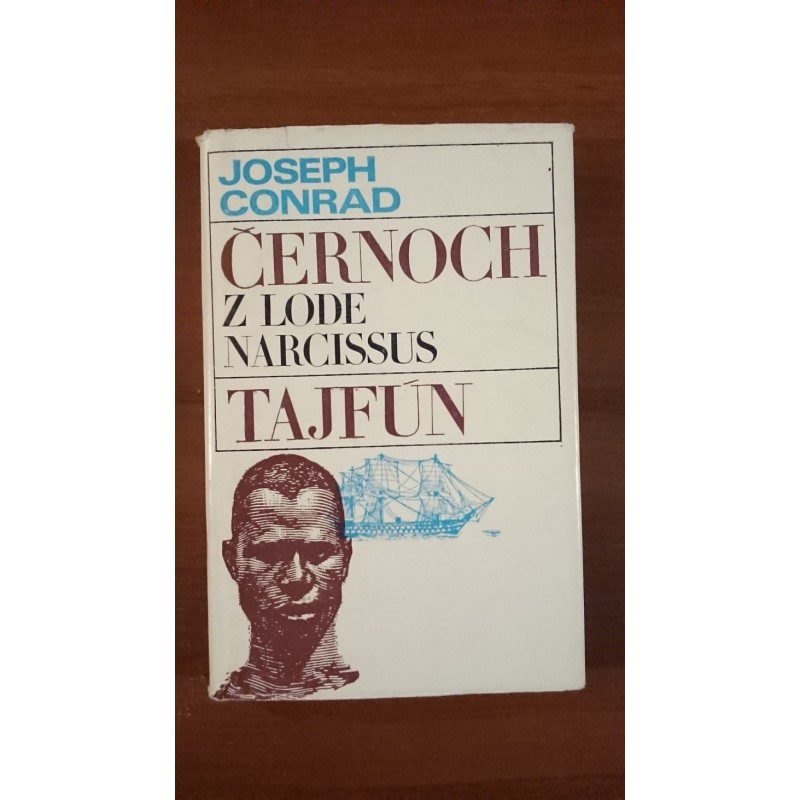 JOSEPH
CONRAD
ČERNOCH
Z LODE
NARCISSUS
TAJFÚN